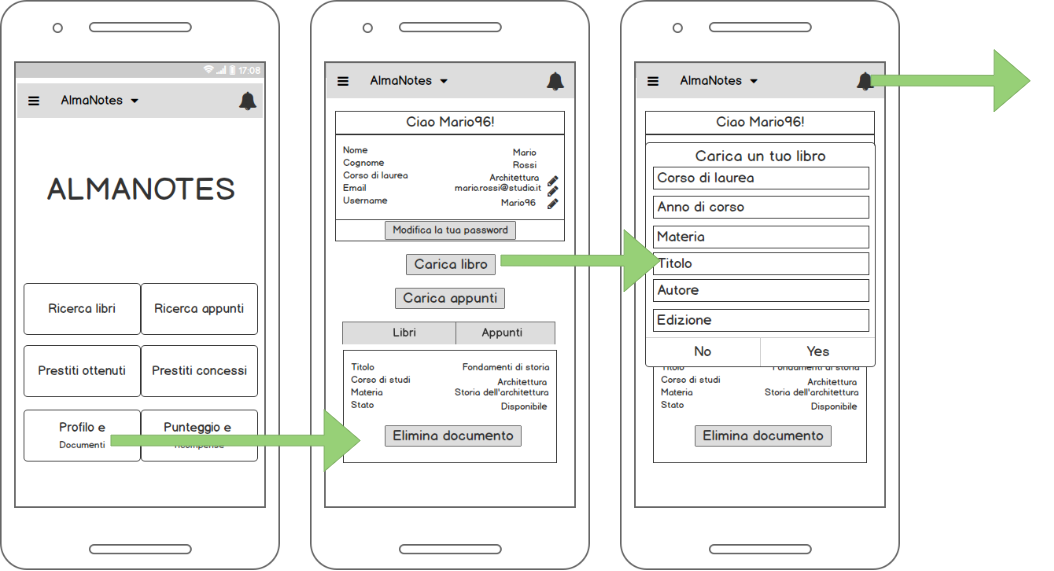 17:08
AlmaNotes
ALMANOTES
Ricerca libri
Ricerca appunti
Prestiti ottenuti
Prestiti concessi
Profilo e
Documenti
Punteggio e
AlmaNotes
Ciao Mario96!
Nome Mario
Cognome Rossi
Corso di laurea Architettura
Email mario.rossi@studio.it
Username Mario96
Modifica la tua password
Carica libro
Carica appunti
Libri Appunti
Titolo Fondamenti di storia
Corso di studi Architettura
Materia Storia dell'architettura
Stato Disponibile
Elimina documento
AlmaNotes
Ciao Mario96!
Carica un tuo libro
Corso di laurea
Anno di corso
Materia
Titolo
Autore
Edizione
No Yes
Titolo Fondamenti di storia
Corso di studi Architettura
Materia Storia dell'architettura
Stato Disponibile
Elimina documento